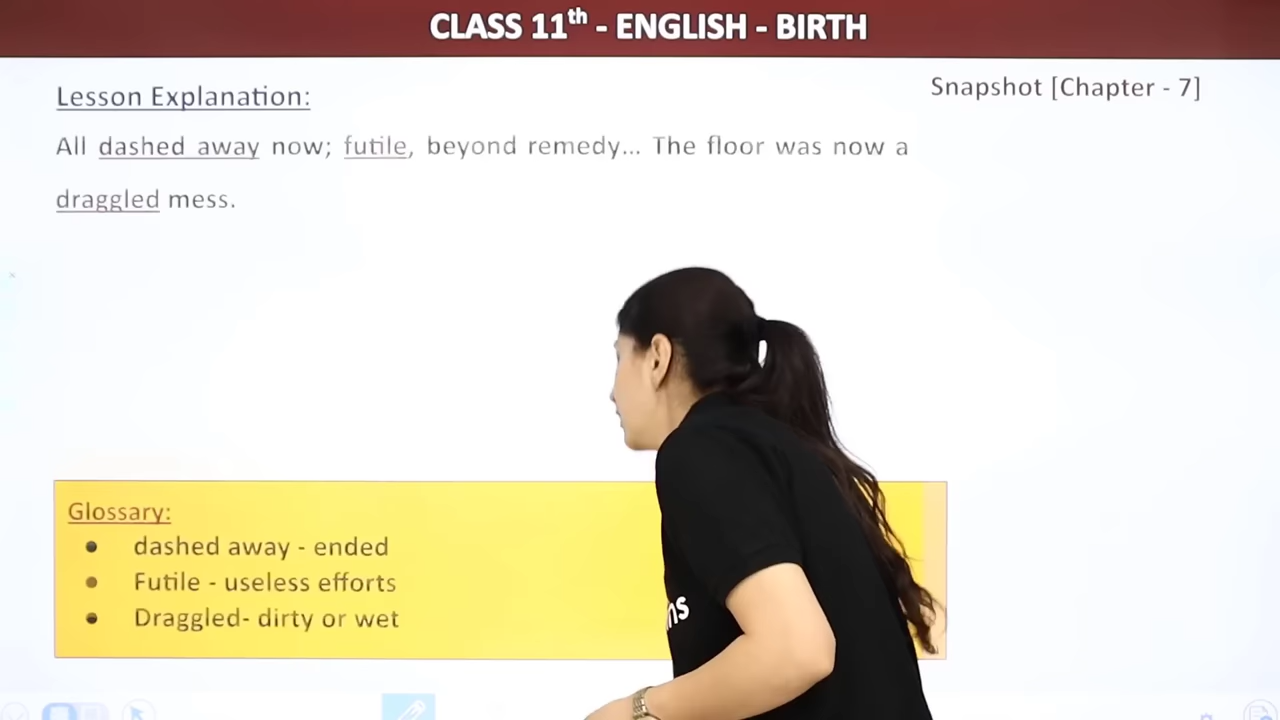 CLASS 11th - ENGLISH - BIRTH
Snapshot [Chapter - 7]
Lesson Explanation:
All dashed away now; futile, beyond remedy... The floor was now a
draggled mess.
Glossary:
● dashed away - ended
● Futile - useless efforts
● Draggled- dirty or wet
ns